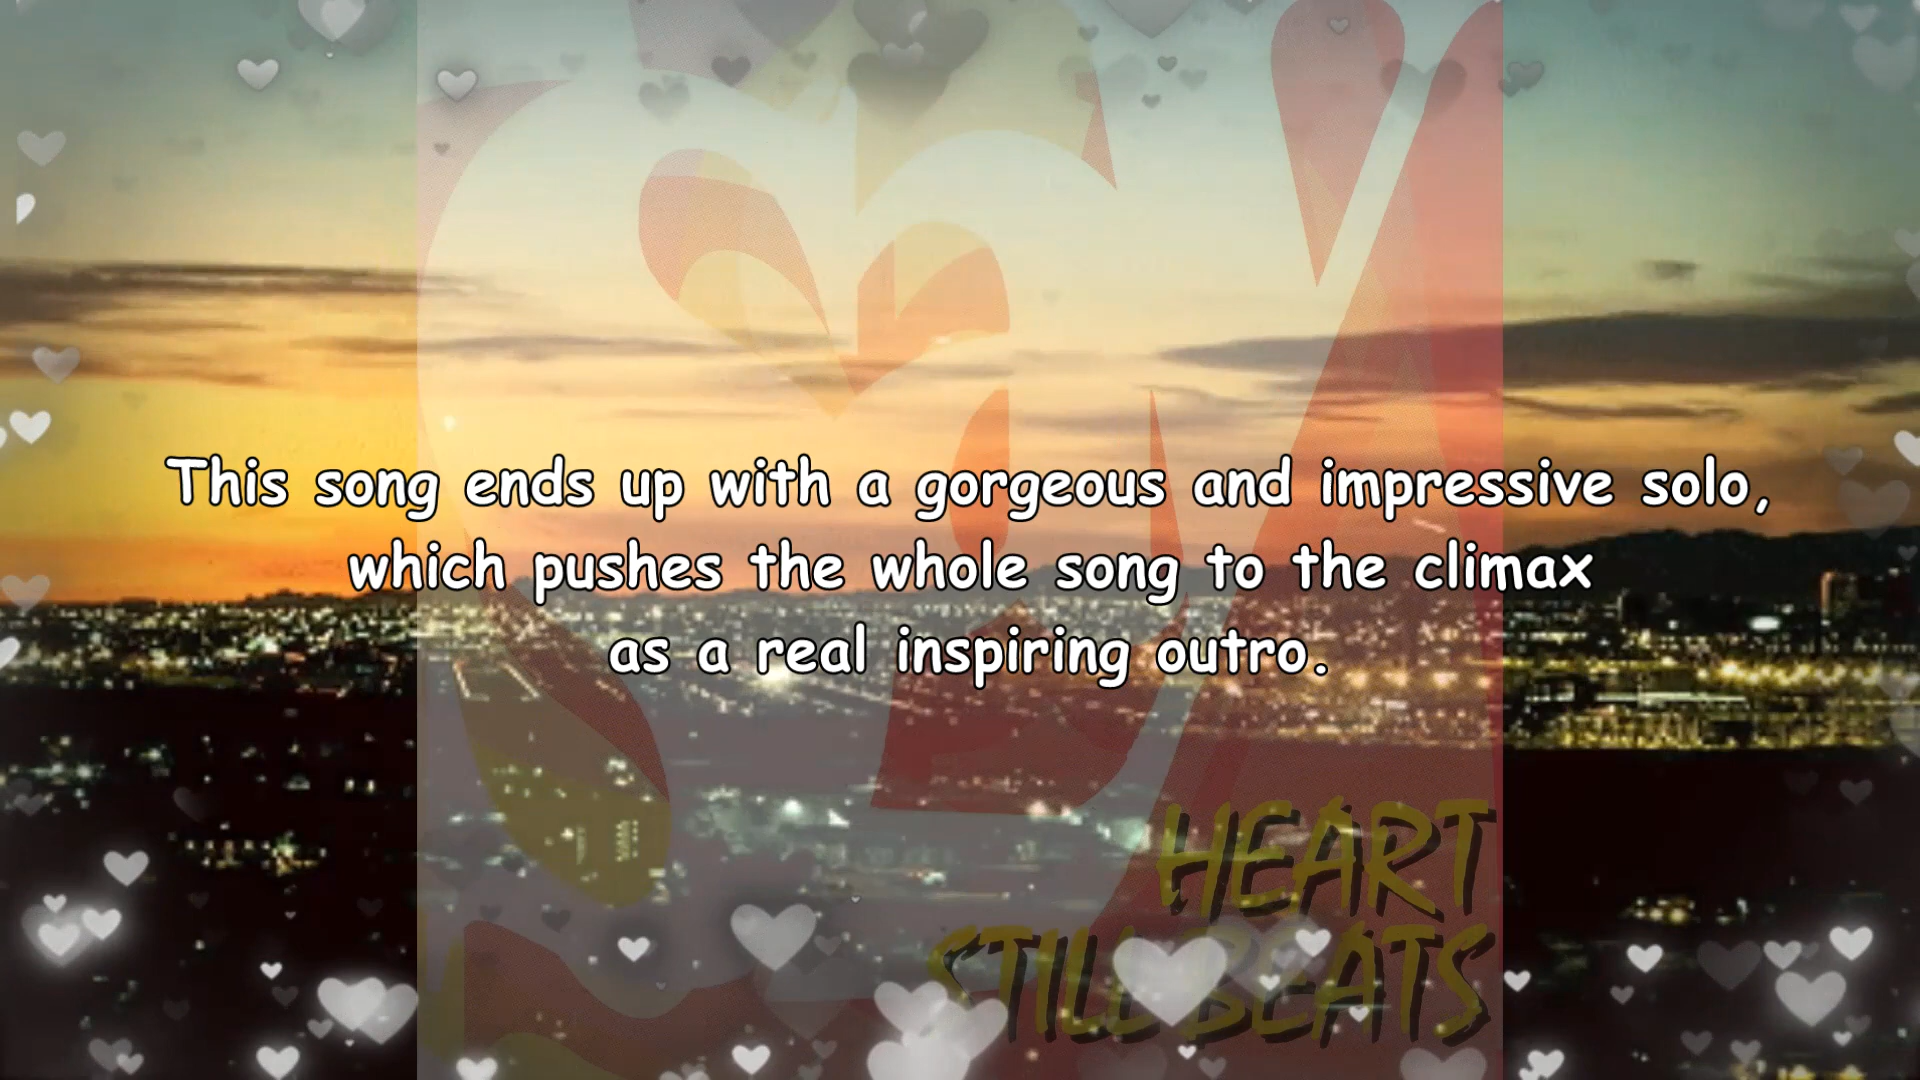 This song ends up with a gorgeous and impressive solo,
which pushes the whole song to the climax
as a real inspiring outro.
HEART
STILL BEATS